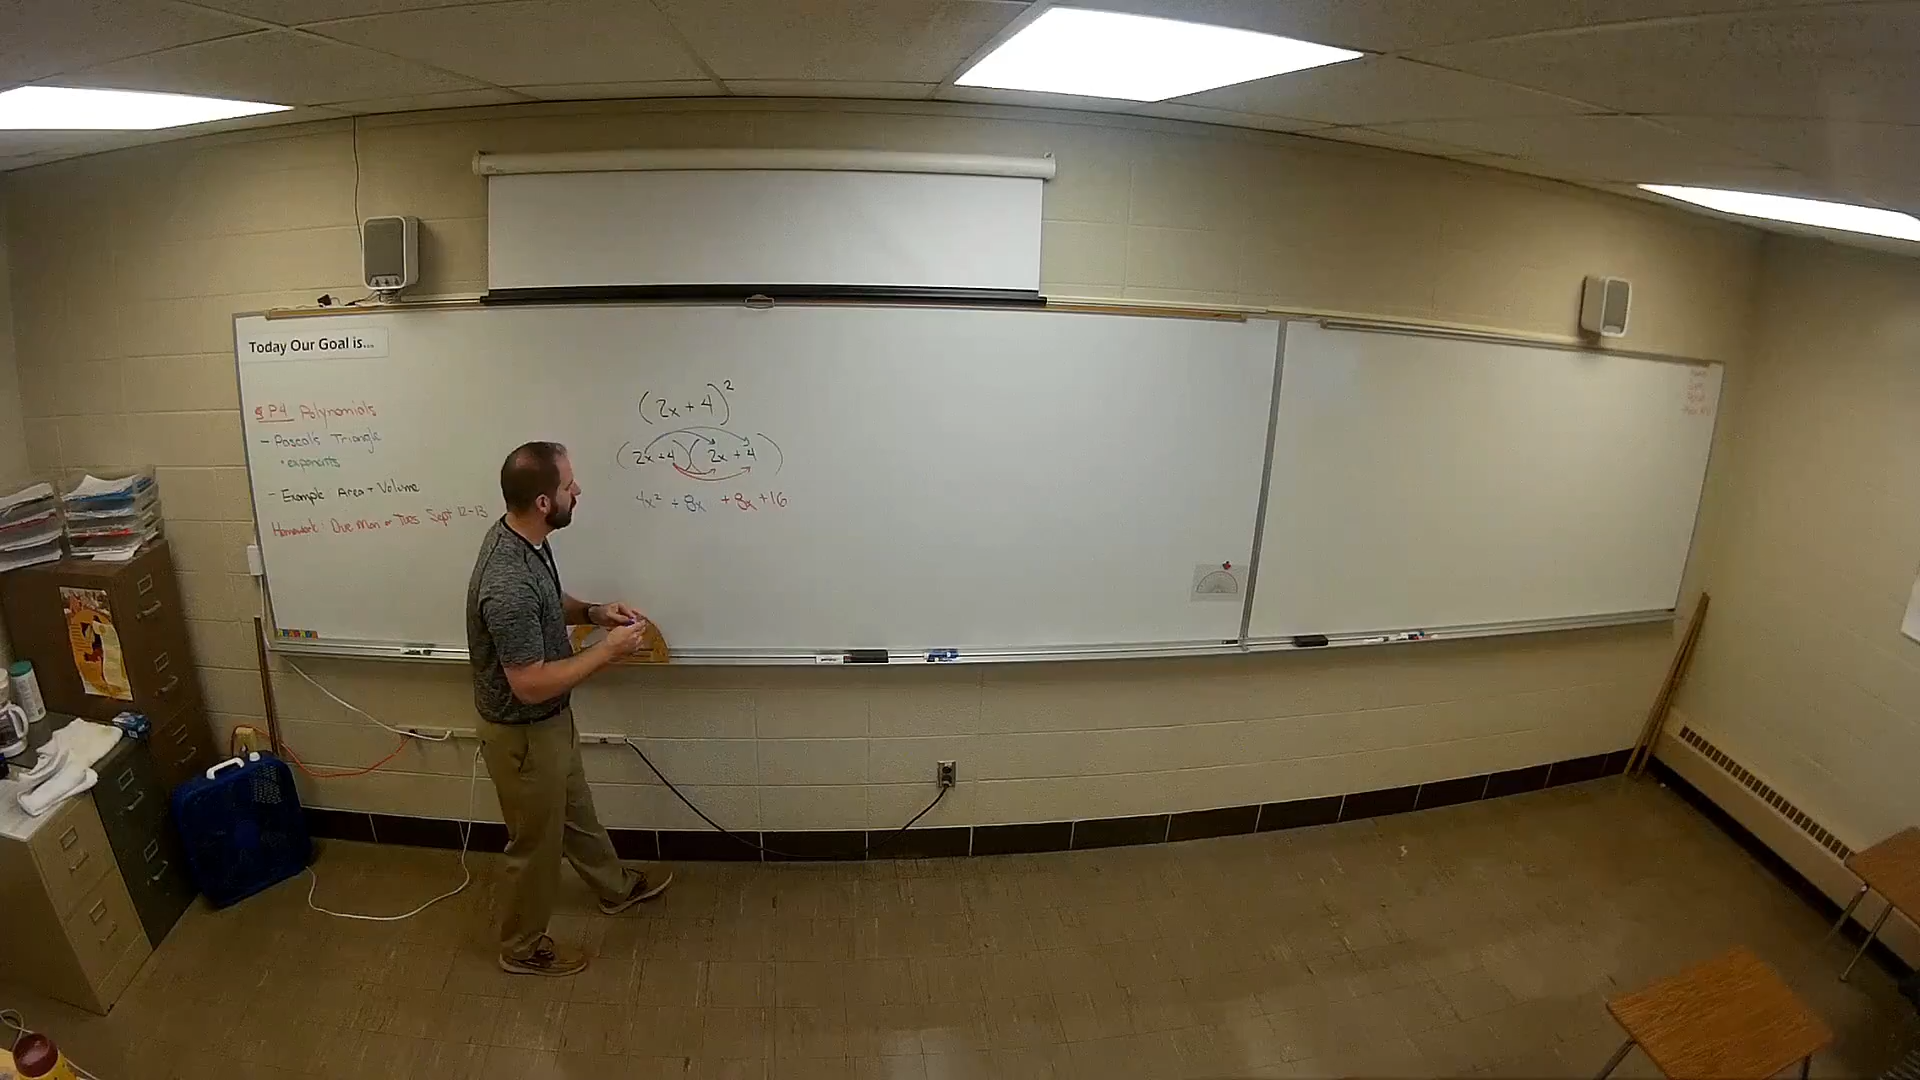 Today Our Goal is...
§ P4 Polynomials
- Pascal's Triangle
• exponents
- Example Area + Volume
Homework: Due Mon or Tues Sept 12-13
(2x + 4)²
(2x + 4)(2x + 4)
4x² + 8x + 8x + 16